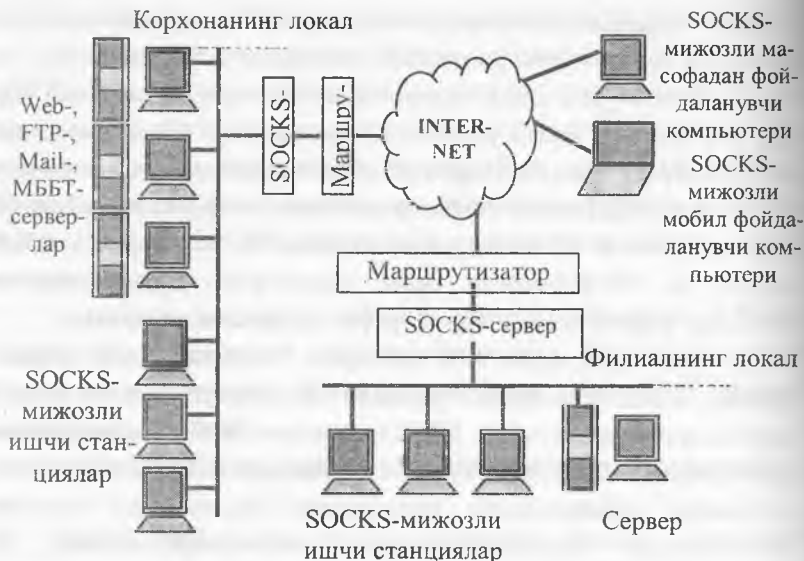 Корхонанинг локал
Web-,
FTP-,
Mail-,
МББТ-
сервер-
лар
SOCKS-
Маршру-
INTER-
NET
SOCKS-
мижозли ма-
софадан фой-
даланувчи
компьютери
SOCKS-
мижозли
мобил фойда-
ланувчи ком-
пьютери
Маршрутизатор
SOCKS-сервер
Филиалнинг локал
SOCKS-
мижозли
ишчи стан-
циялар
SOCKS-мижозли
ишчи станциялар
Сервер